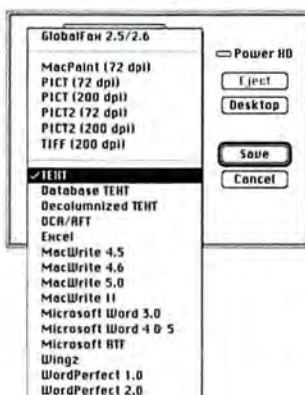 GlobalFax 2.5/2.6
MacPaint (72 dpi)
PICT (72 dpi)
PICT (200 dpi)
PICT2 (72 dpi)
PICT2 (200 dpi)
TIFF (200 dpi)
✓TEXT
Database TEXT
Decolumnized TEXT
DCA/RFT
Excel
MacWrite 4.5
MacWrite 4.6
MacWrite 5.0
MacWrite II
Microsoft Word 3.0
Microsoft Word 4 & 5
Microsoft RTF
Wingz
WordPerfect 1.0
WordPerfect 2.0
Power HD
Eject
Desktop
Save
Cancel